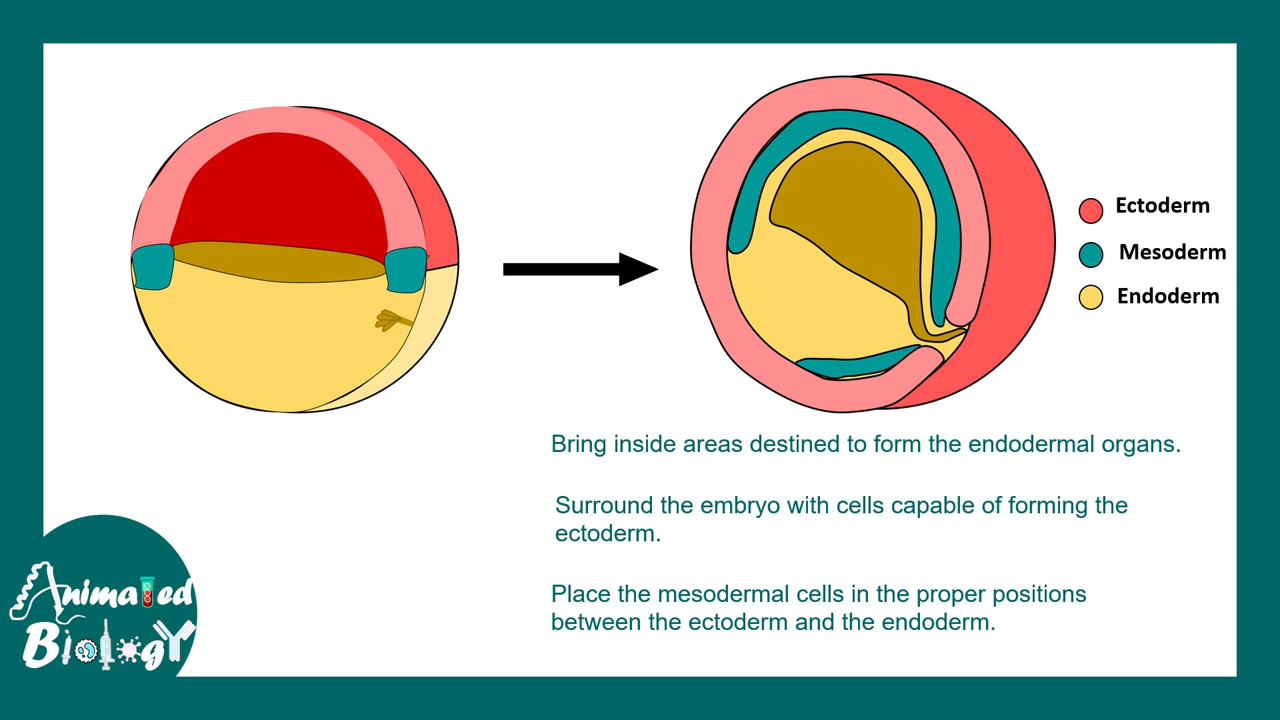 Ectoderm
Mesoderm
Endoderm
Bring inside areas destined to form the endodermal organs.
Surround the embryo with cells capable of forming the
ectoderm.
Place the mesodermal cells in the proper positions
between the ectoderm and the endoderm.
Animated
Biology